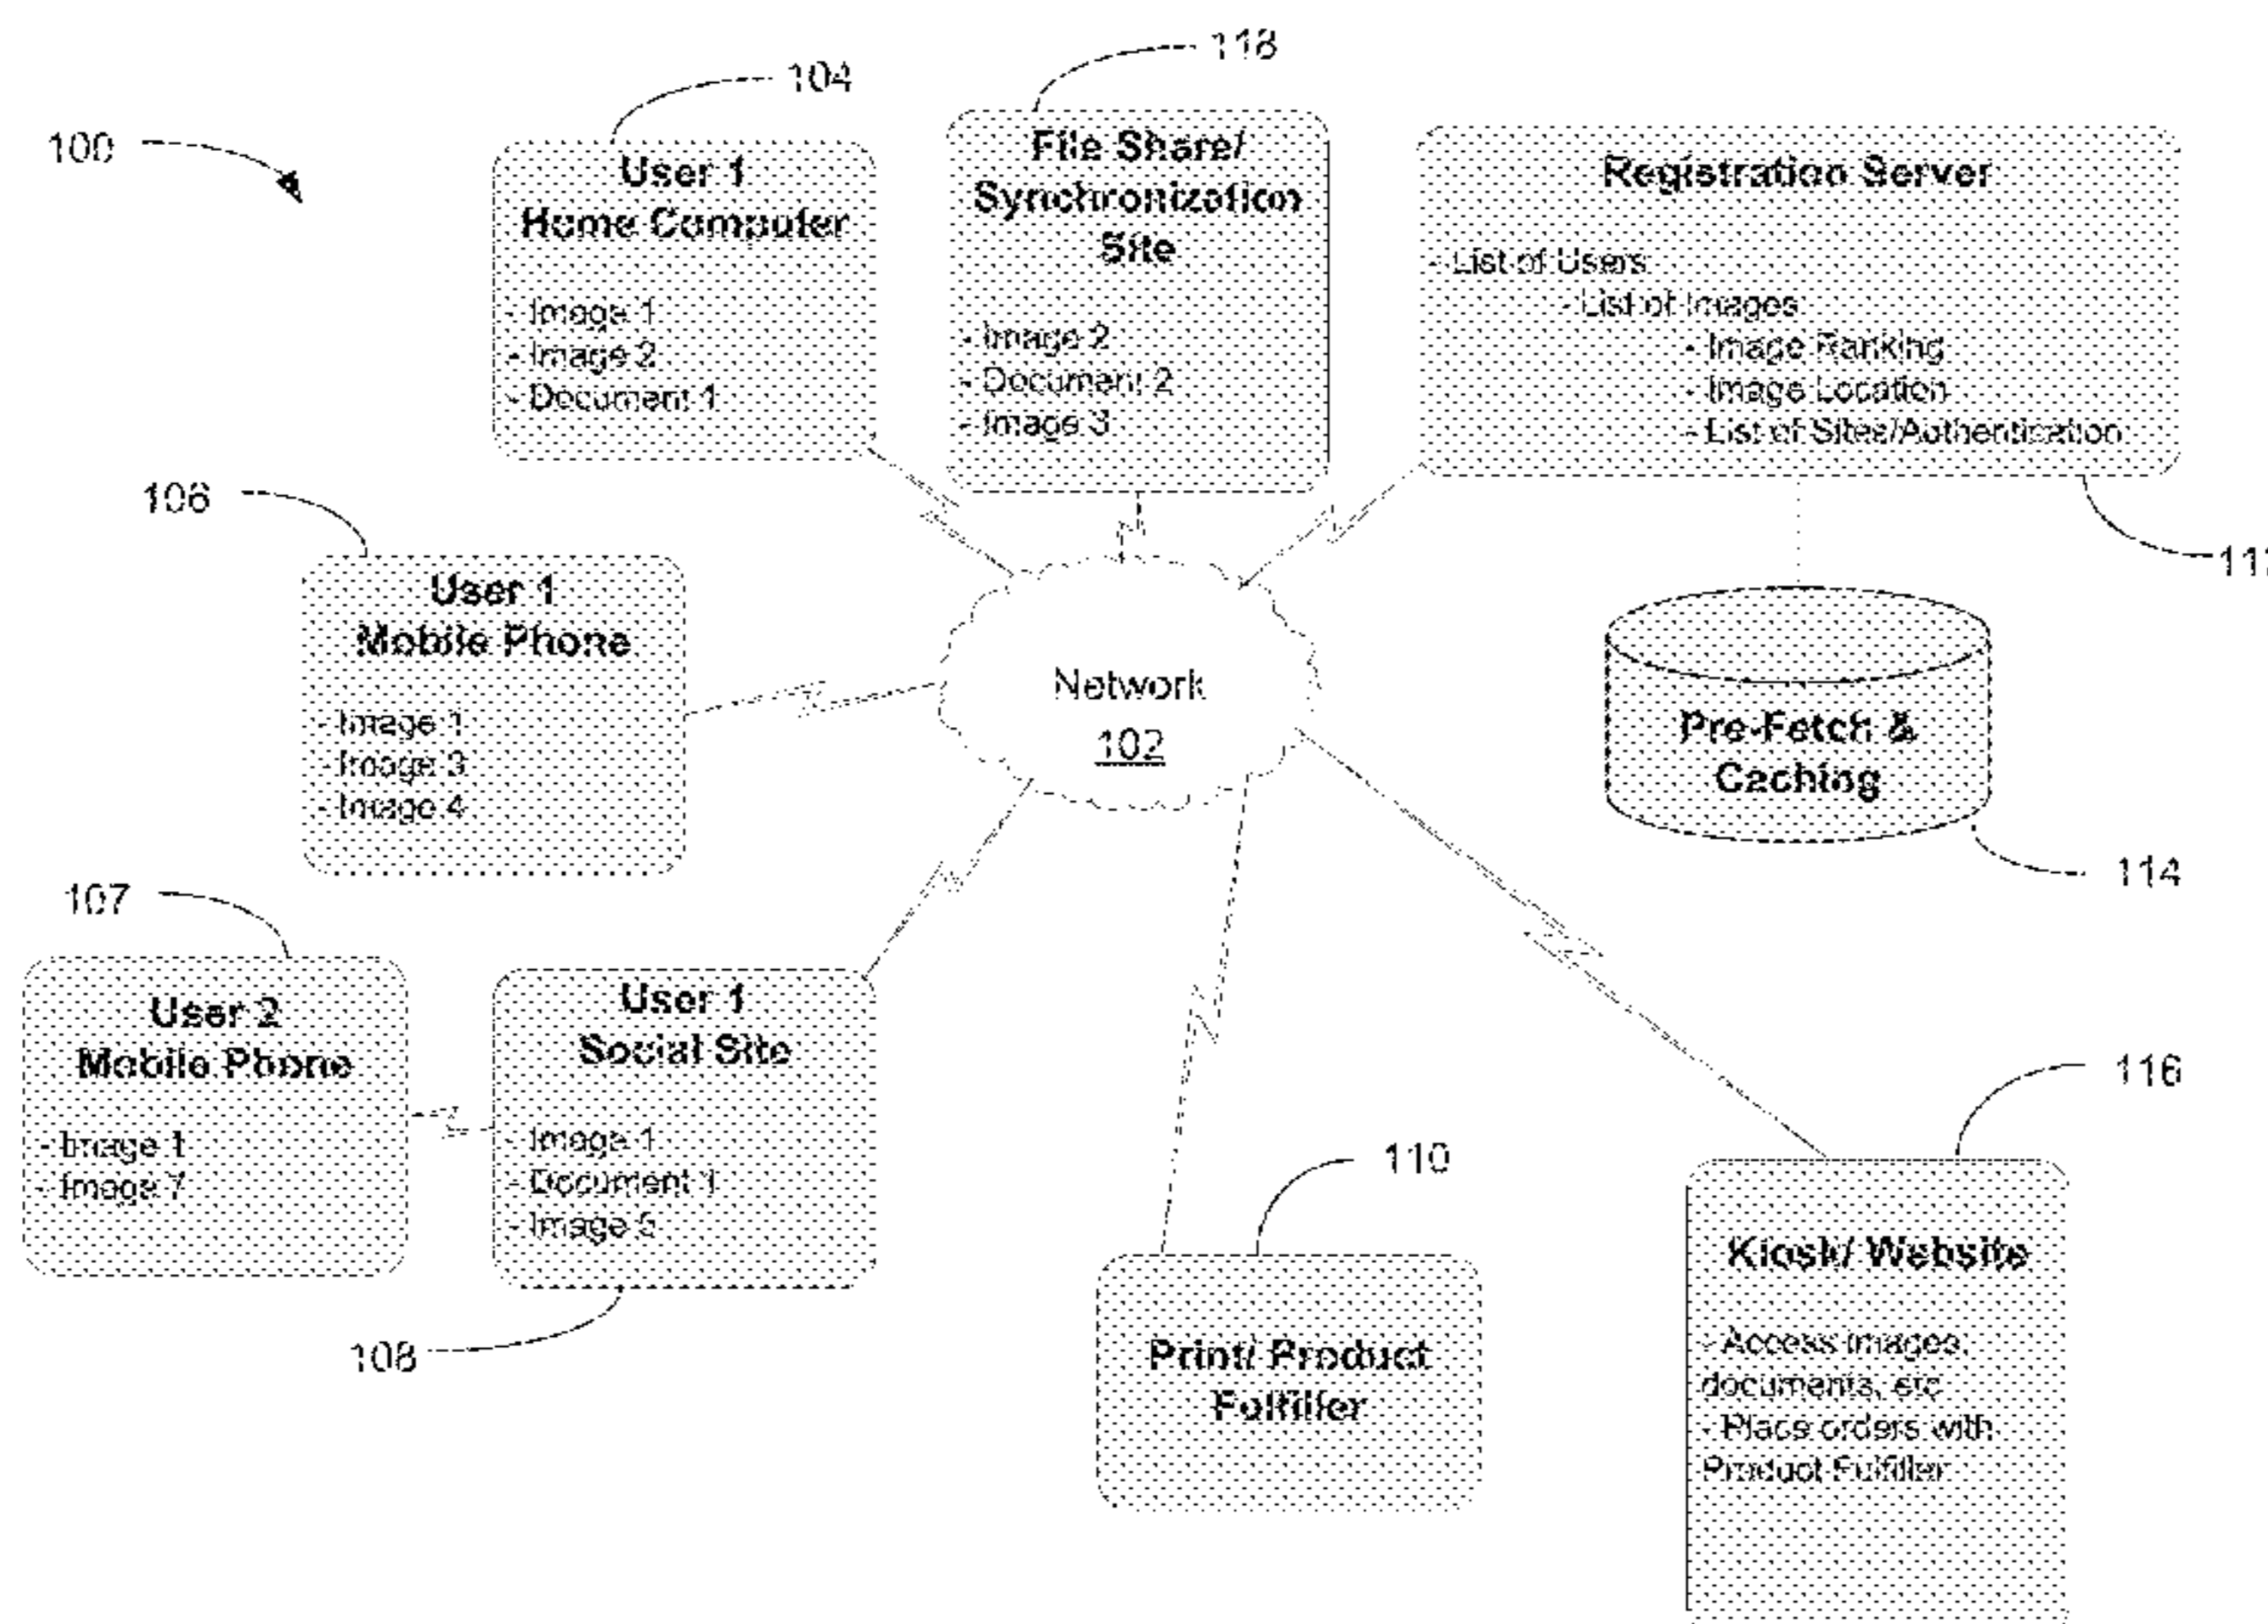 100
104
118
User 1
Home Computer
- Image 1
- Image 2
- Document 1
File Share/
Synchronization
Site
- Image 2
- Document 2
- Image 3
Registration Server
- List of Users
- List of Images
- Image Ranking
- Image Location
- List of Sites/Authentication
106
User 1
Mobile Phone
- Image 1
- Image 3
- Image 4
Network
102
Pre-Fetch &
Caching
114
107
User 2
Mobile Phone
- Image 1
- Image 7
User 1
Social Site
- Image 1
- Document 1
- Image 5
108
110
Print/ Product
Fulfiller
116
Kiosk/ Website
- Access images,
documents, etc
- Place orders with
Product Fulfiller